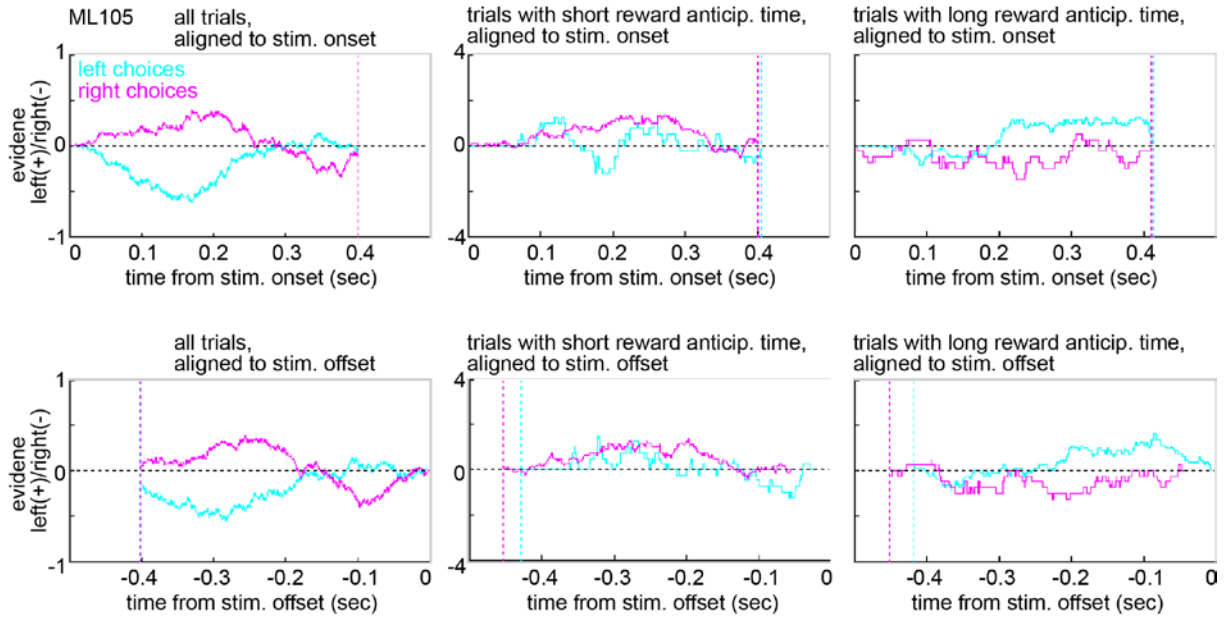 ML105
all trials,
aligned to stim. onset
trials with short reward anticip. time,
aligned to stim. onset
trials with long reward anticip. time,
aligned to stim. onset
left choices
right choices
evidene
left(+)/right(-)
1
0
-1
4
0
-4
0 0.1 0.2 0.3 0.4
0 0.1 0.2 0.3 0.4
0 0.1 0.2 0.3 0.4
time from stim. onset (sec)
time from stim. onset (sec)
time from stim. onset (sec)
all trials,
aligned to stim. offset
trials with short reward anticip. time,
aligned to stim. offset
trials with long reward anticip. time,
aligned to stim. offset
evidene
left(+)/right(-)
1
0
-1
4
0
-4
-0.4 -0.3 -0.2 -0.1 0
-0.4 -0.3 -0.2 -0.1 0
-0.4 -0.3 -0.2 -0.1 0
time from stim. offset (sec)
time from stim. offset (sec)
time from stim. offset (sec)